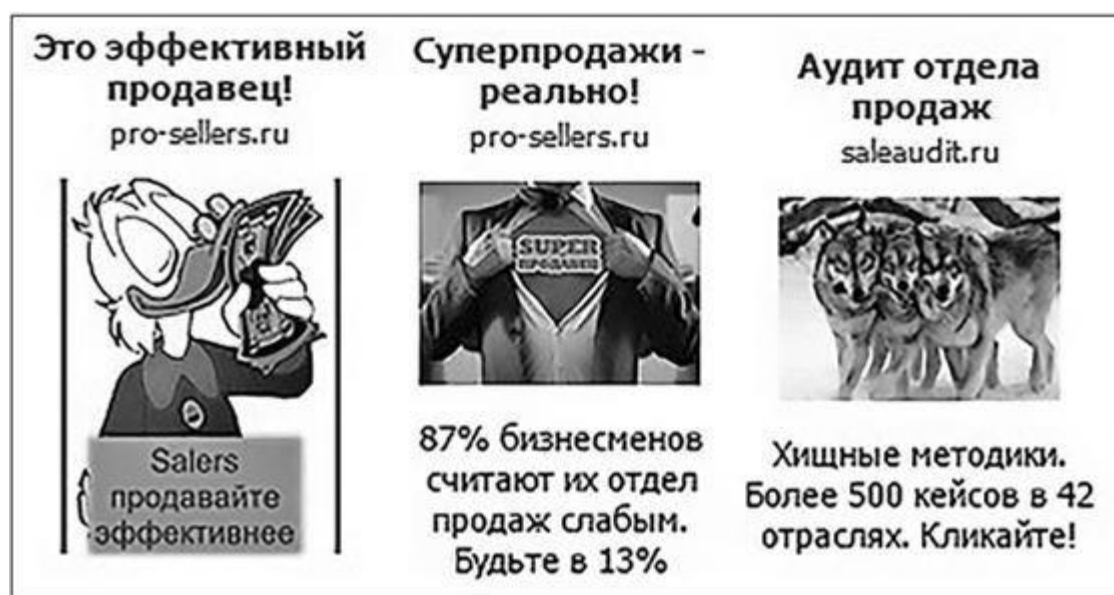 Это эффективный
продавец!
pro-sellers.ru
Salers
продавайте
эффективнее
Суперпродажи -
реально!
pro-sellers.ru
SUPER
ПРОДАВЕЦ
87% бизнесменов
считают их отдел
продаж слабым.
Будьте в 13%
Аудит отдела
продаж
saleaudit.ru
Хищные методики.
Более 500 кейсов в 42
отраслях. Кликайте!